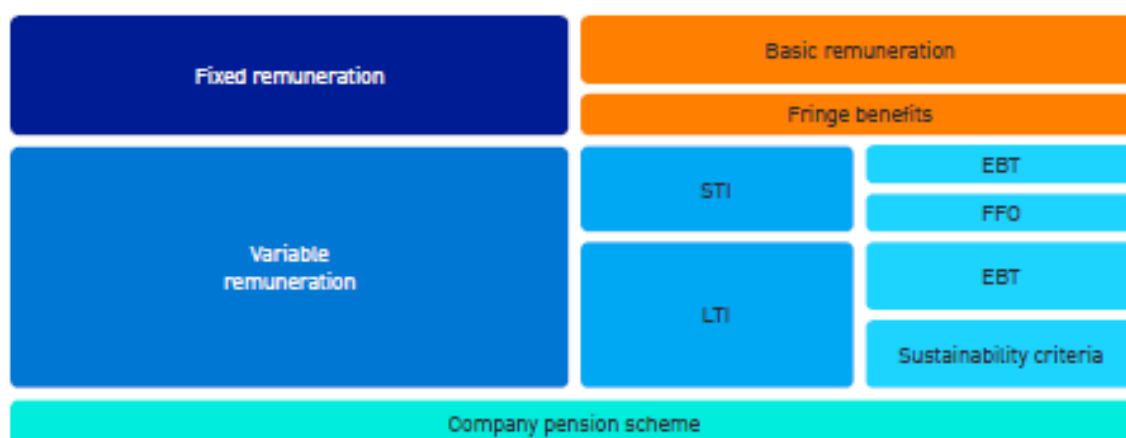 Fixed remuneration
Basic remuneration
Fringe benefits
Variable
remuneration
STI
EBT
FFO
LTI
EBT
Sustainability criteria
Company pension scheme